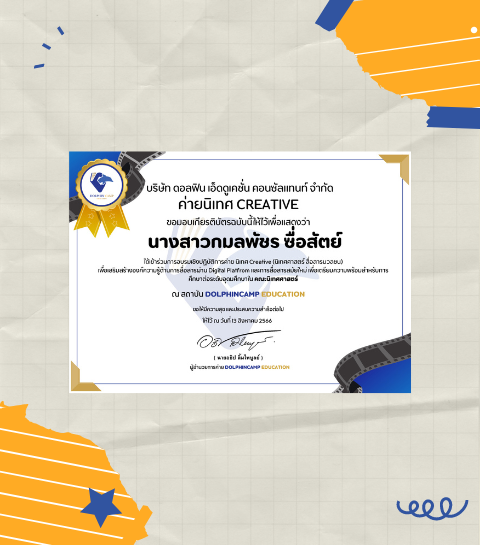 DOLPHINCAMP
บริษัท ดอลฟิน เอ็ดดูเคชั่น คอนซัลแทนท์ จำกัด
ค่ายนิเทศ CREATIVE
ขอมอบเกียรติบัตรฉบับนี้ให้ไว้เพื่อแสดงว่า
นางสาวกมลพัชร ซื่อสัตย์
ได้เข้าร่วมการอบรมเชิงปฏิบัติการค่าย นิเทศ Creative (นิเทศศาสตร์ สื่อสารมวลชน)
เพื่อเสริมสร้างองค์ความรู้ด้านการสื่อสารผ่าน Digital Platfrom และการสื่อสารสมัยใหม่ เพื่อเตรียมความพร้อมสำหรับการ
ศึกษาต่อระดับอุดมศึกษาใน คณะนิเทศศาสตร์
ณ สถาบัน DOLPHINCAMP EDUCATION
ขอให้มีความสุขและประสบความสำเร็จต่อไป
ให้ไว้ ณ วันที่ 13 สิงหาคม 2566
ผู้อำนวยการค่าย DOLPHINCAMP EDUCATION